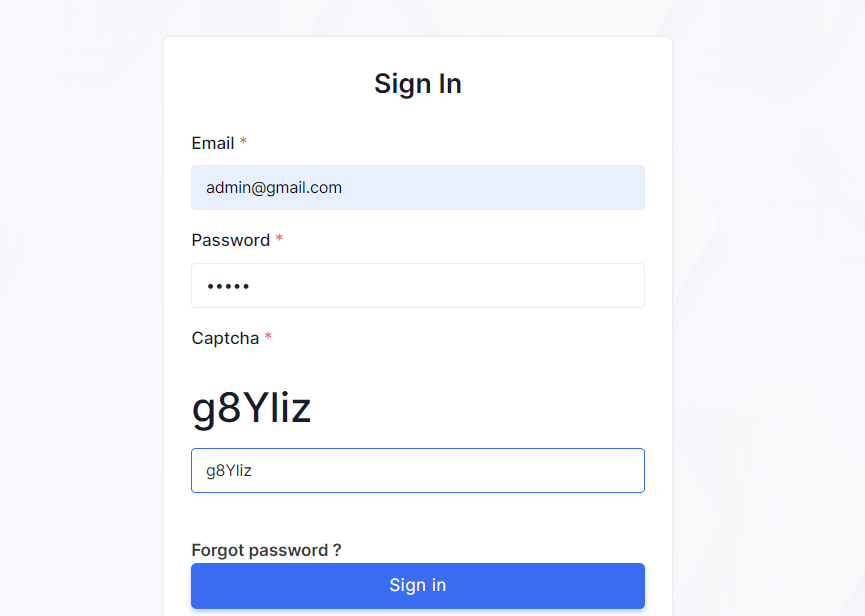 Sign In
Email *
admin@gmail.com
Password *
•••••
Captcha *
g8Yliz
g8Yliz
Forgot password ?
Sign in